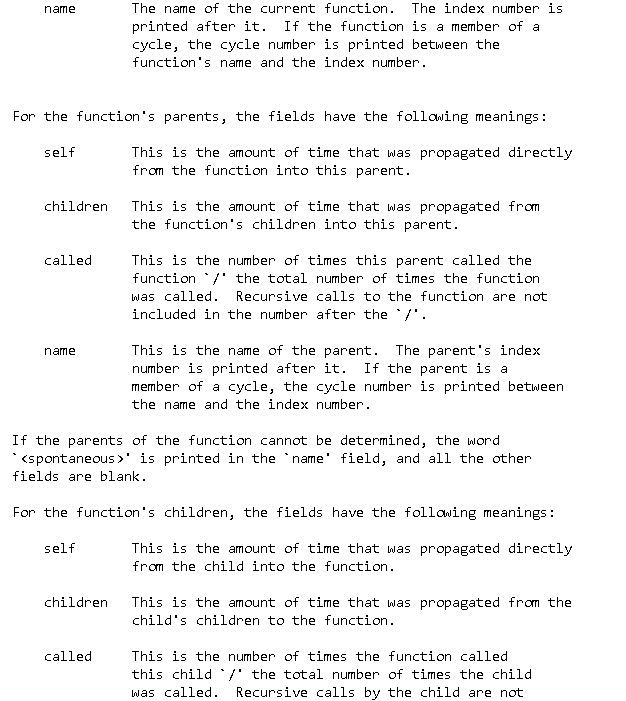 name The name of the current function. The index number is
printed after it. If the function is a member of a
cycle, the cycle number is printed between the
function's name and the index number.
For the function's parents, the fields have the following meanings:
self This is the amount of time that was propagated directly
from the function into this parent.
children This is the amount of time that was propagated from
the function's children into this parent.
called This is the number of times this parent called the
function `/' the total number of times the function
was called. Recursive calls to the function are not
included in the number after the `/'.
name This is the name of the parent. The parent's index
number is printed after it. If the parent is a
member of a cycle, the cycle number is printed between
the name and the index number.
If the parents of the function cannot be determined, the word
`<spontaneous>' is printed in the `name' field, and all the other
fields are blank.
For the function's children, the fields have the following meanings:
self This is the amount of time that was propagated directly
from the child into the function.
children This is the amount of time that was propagated from the
child's children to the function.
called This is the number of times the function called
this child `/' the total number of times the child
was called. Recursive calls by the child are not